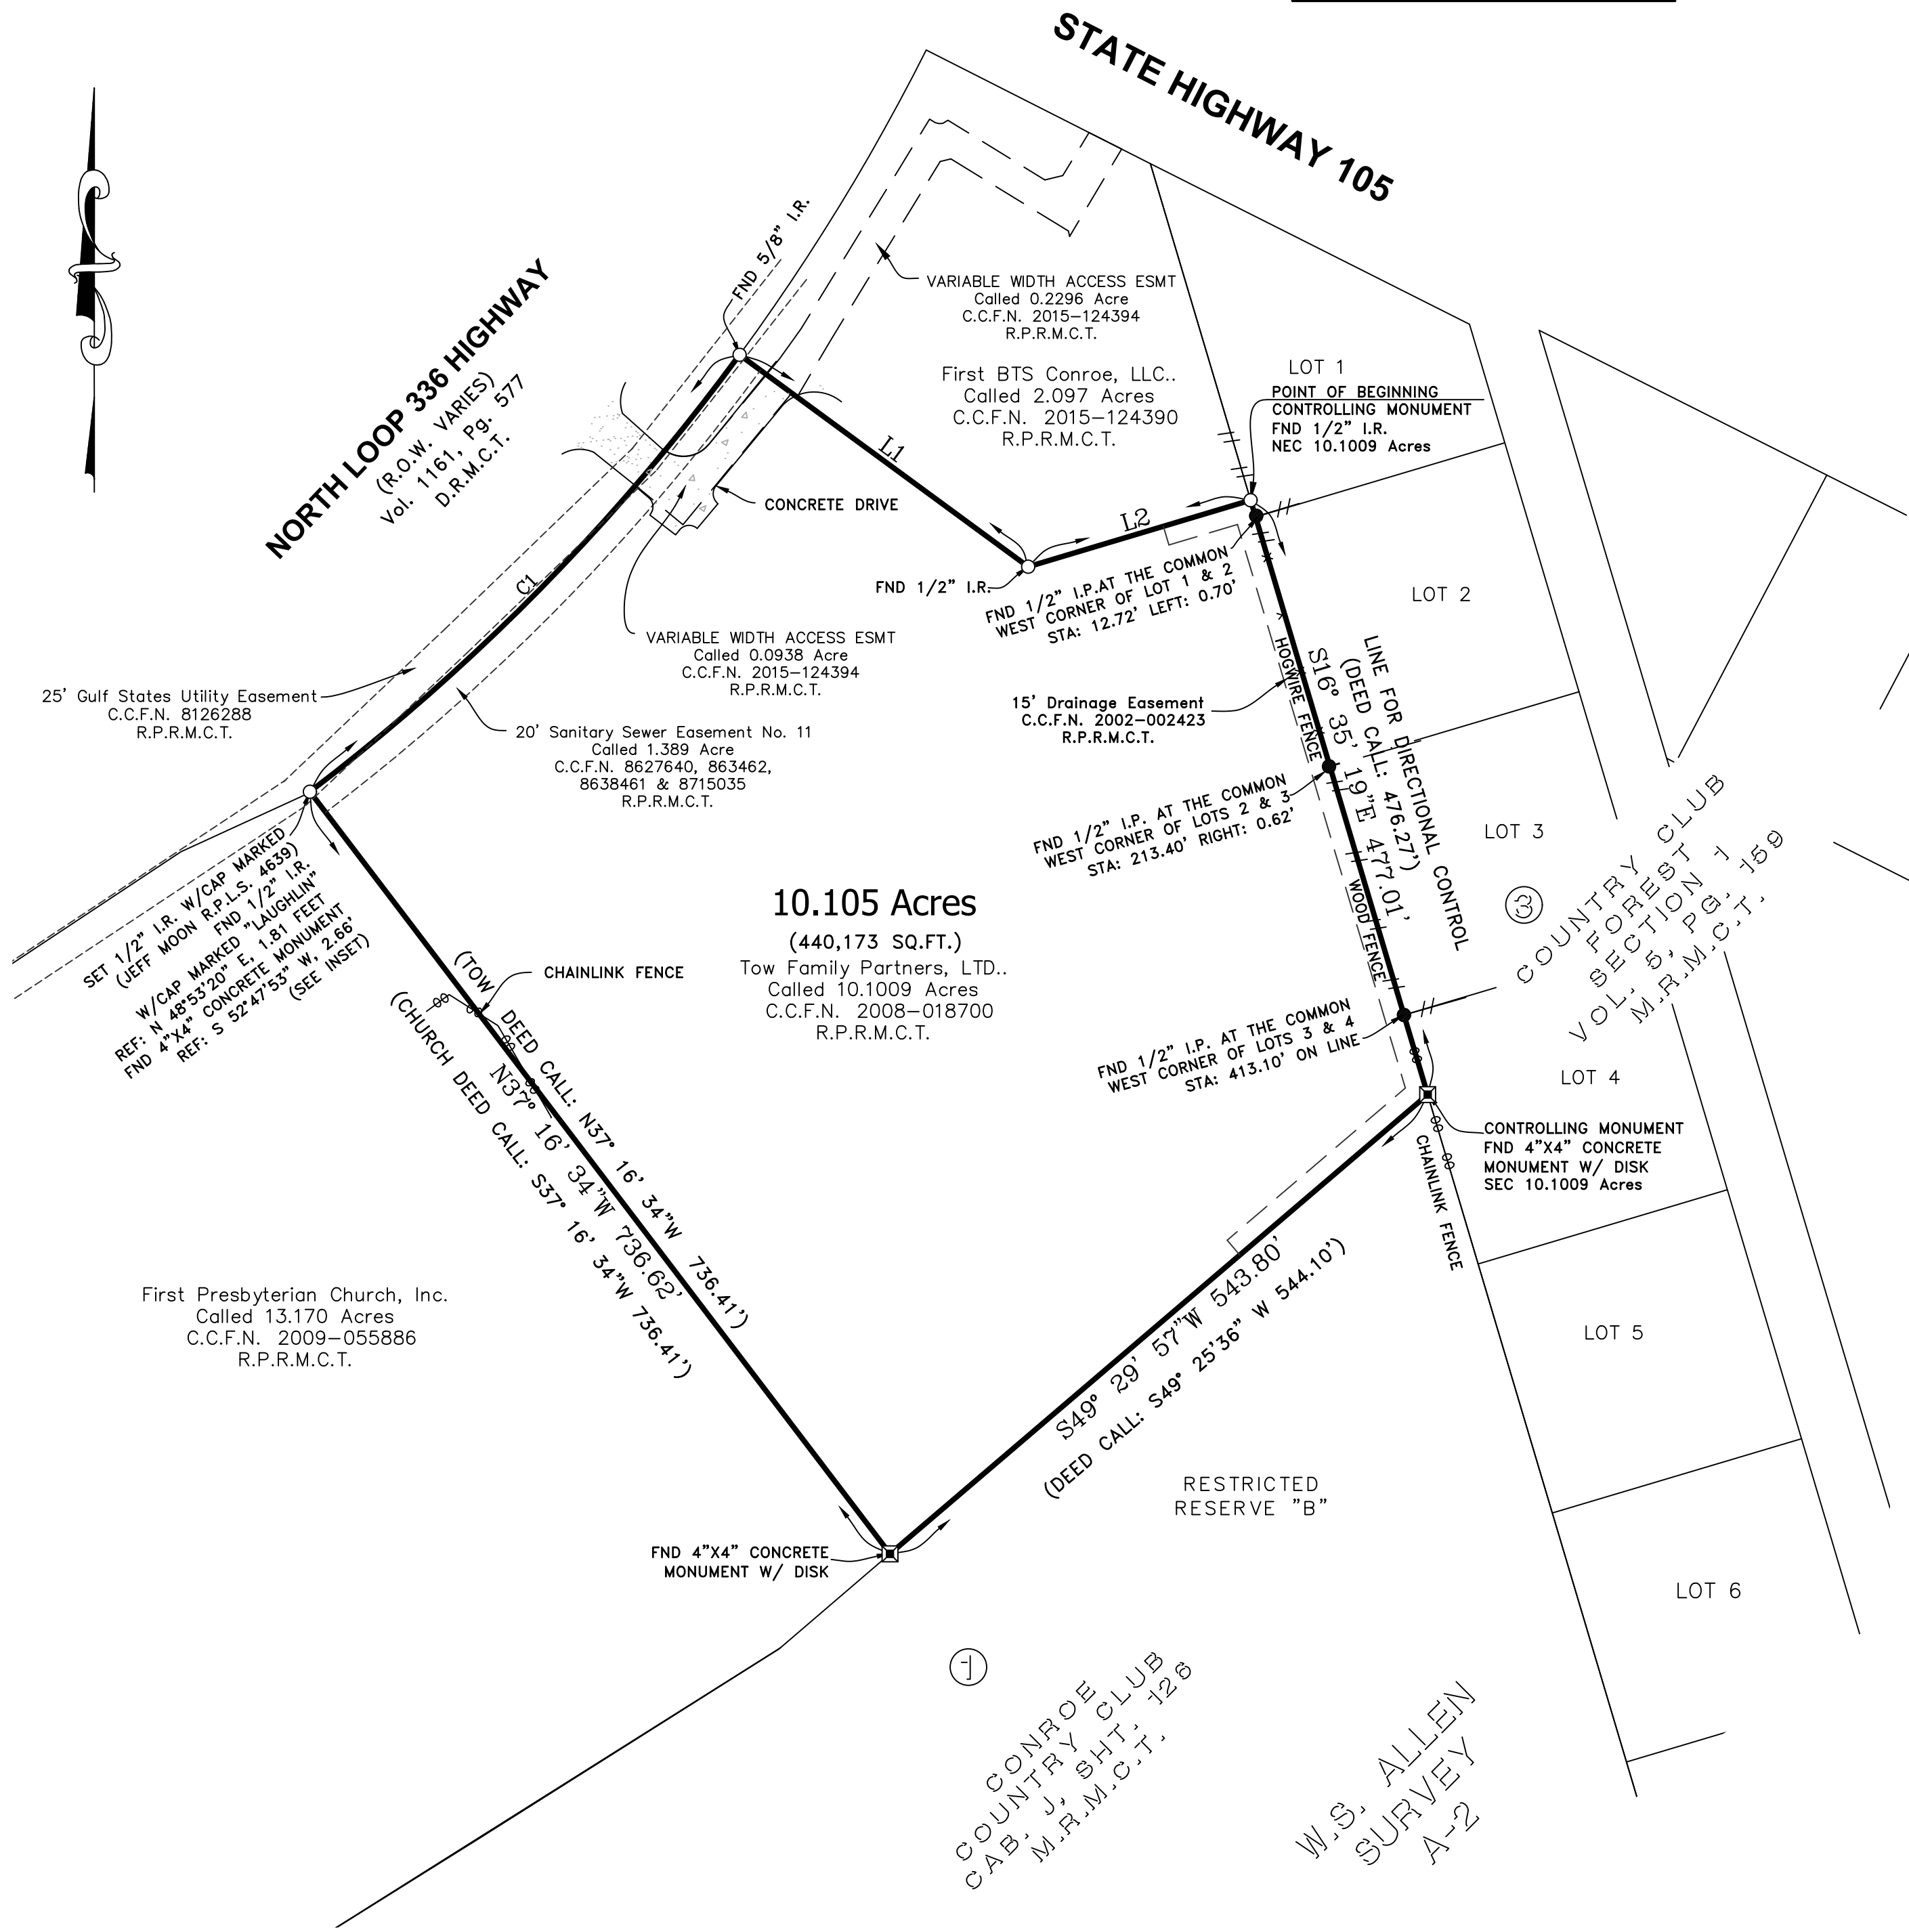 STATE HIGHWAY 105
NORTH LOOP 336 HIGHWAY
(R.O.W. VARIES)
Vol. 1161, Pg. 577
D.R.M.C.T.
FND 5/8" I.R.
VARIABLE WIDTH ACCESS ESMT
Called 0.2296 Acre
C.C.F.N. 2015-124394
R.P.R.M.C.T.
First BTS Conroe, LLC..
Called 2.097 Acres
C.C.F.N. 2015-124390
R.P.R.M.C.T.
LOT 1
POINT OF BEGINNING
CONTROLLING MONUMENT
FND 1/2" I.R.
NEC 10.1009 Acres
L1
CONCRETE DRIVE
L2
C1
FND 1/2" I.R.
FND 1/2" I.P.AT THE COMMON
WEST CORNER OF LOT 1 & 2
STA: 12.72' LEFT: 0.70'
LOT 2
VARIABLE WIDTH ACCESS ESMT
Called 0.0938 Acre
C.C.F.N. 2015-124394
R.P.R.M.C.T.
25' Gulf States Utility Easement
C.C.F.N. 8126288
R.P.R.M.C.T.
20' Sanitary Sewer Easement No. 11
Called 1.389 Acre
C.C.F.N. 8627640, 863462,
8638461 & 8715035
R.P.R.M.C.T.
15' Drainage Easement
C.C.F.N. 2002-002423
R.P.R.M.C.T.
HOGWIRE FENCE
S16° 35' 19"E 477.01'
(DEED CALL: 476.27')
LINE FOR DIRECTIONAL CONTROL
FND 1/2" I.P. AT THE COMMON
WEST CORNER OF LOTS 2 & 3
STA: 213.40' RIGHT: 0.62'
LOT 3
3
COUNTRY CLUB
FOREST
SECTION 1
VOL. 5, PG. 159
M.R.M.C.T.
WOOD FENCE
SET 1/2" I.R. W/CAP MARKED
(JEFF MOON R.P.L.S. 4639)
FND 1/2" I.R.
W/CAP MARKED "LAUGHLIN"
REF: N 48°53'20" E, 1.81 FEET
FND 4"X4" CONCRETE MONUMENT
REF: S 52°47'53" W, 2.66'
(SEE INSET)
10.105 Acres
(440,173 SQ.FT.)
Tow Family Partners, LTD..
Called 10.1009 Acres
C.C.F.N. 2008-018700
R.P.R.M.C.T.
CHAINLINK FENCE
(TOW DEED CALL: N37° 16' 34"W 736.41')
N37° 16' 34"W 736.62'
(CHURCH DEED CALL: S37° 16' 34"W 736.41')
FND 1/2" I.P. AT THE COMMON
WEST CORNER OF LOTS 3 & 4
STA: 413.10' ON LINE
LOT 4
CONTROLLING MONUMENT
FND 4"X4" CONCRETE
MONUMENT W/ DISK
SEC 10.1009 Acres
CHAINLINK FENCE
First Presbyterian Church, Inc.
Called 13.170 Acres
C.C.F.N. 2009-055886
R.P.R.M.C.T.
S49° 29' 57"W 543.80'
(DEED CALL: S49° 25'36" W 544.10')
LOT 5
RESTRICTED
RESERVE "B"
FND 4"X4" CONCRETE
MONUMENT W/ DISK
LOT 6
1
CONROE
COUNTRY CLUB
CAB. J, SHT. 126
M.R.M.C.T.
W.S. ALLEN
SURVEY
A-2